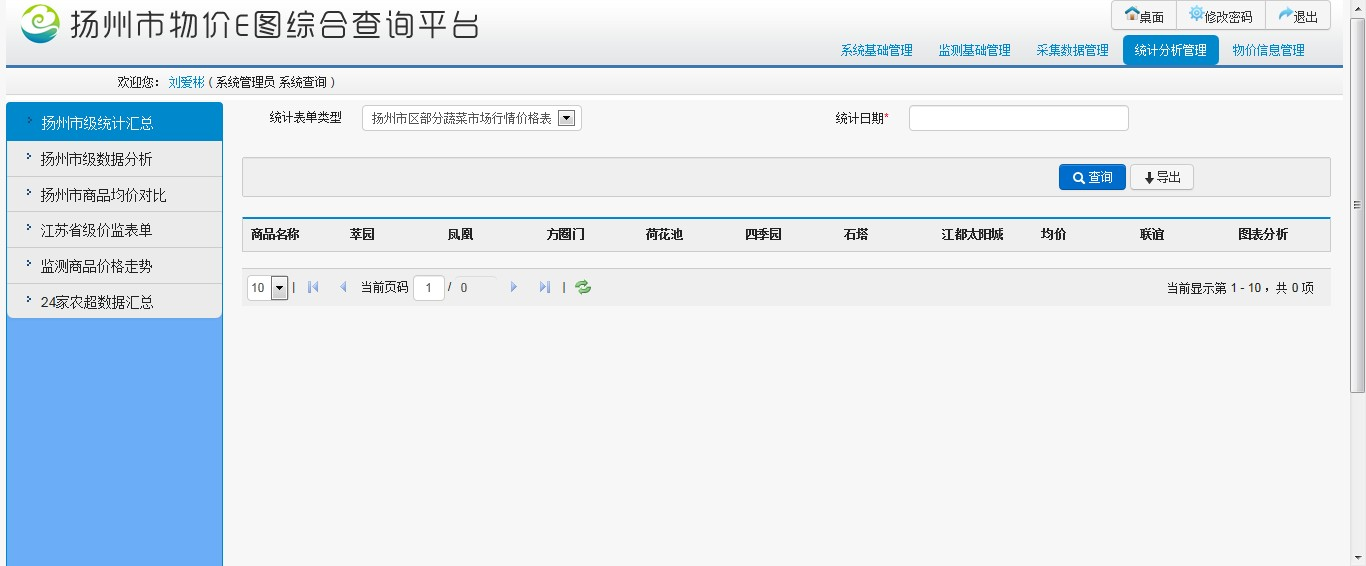 扬州市物价E图综合查询平台
桌面 修改密码 退出
系统基础管理 监测基础管理 采集数据管理 统计分析管理 物价信息管理
欢迎您： 刘爱彬 ( 系统管理员 系统查询 )
扬州市级统计汇总
扬州市级数据分析
扬州市商品均价对比
江苏省级价监表单
监测商品价格走势
24家农超数据汇总
统计表单类型 扬州市区部分蔬菜市场行情价格表 统计日期*
查询 导出
商品名称 萃园 凤凰 方圈门 荷花池 四季园 石塔 江都太阳城 均价 联谊 图表分析
10 | 当前页码 1 / 0 | 当前显示第 1 - 10 ，共 0 项